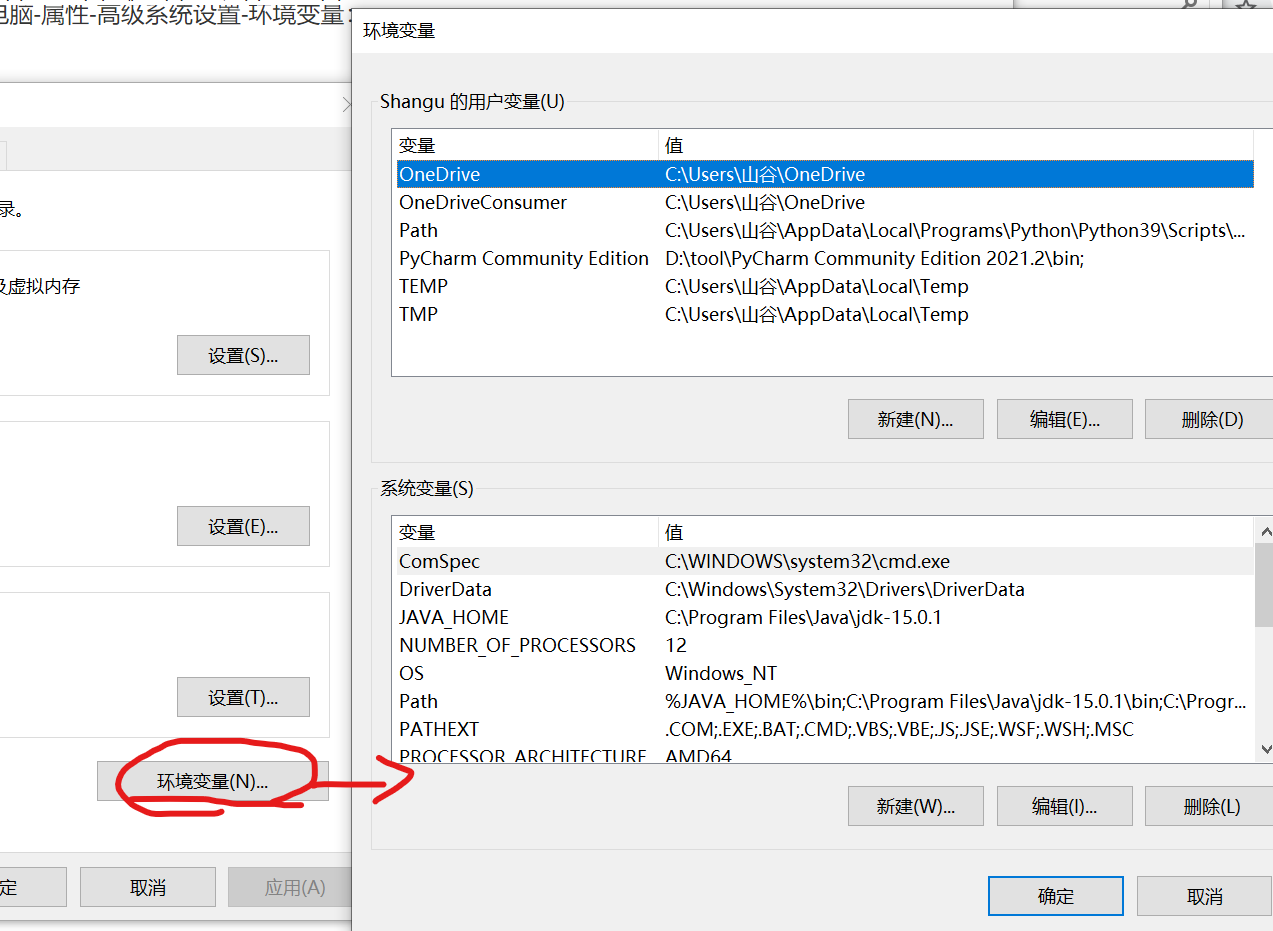 电脑-属性-高级系统设置-环境变量：
环境变量
Shangu 的用户变量(U)
变量 值
OneDrive C:\Users\山谷\OneDrive
OneDriveConsumer C:\Users\山谷\OneDrive
Path C:\Users\山谷\AppData\Local\Programs\Python\Python39\Scripts\...
PyCharm Community Edition D:\tool\PyCharm Community Edition 2021.2\bin;
TEMP C:\Users\山谷\AppData\Local\Temp
TMP C:\Users\山谷\AppData\Local\Temp
新建(N)... 编辑(E)... 删除(D)
系统变量(S)
变量 值
ComSpec C:\WINDOWS\system32\cmd.exe
DriverData C:\Windows\System32\Drivers\DriverData
JAVA_HOME C:\Program Files\Java\jdk-15.0.1
NUMBER_OF_PROCESSORS 12
OS Windows_NT
Path %JAVA_HOME%\bin;C:\Program Files\Java\jdk-15.0.1\bin;C:\Progr...
PATHEXT .COM;.EXE;.BAT;.CMD;.VBS;.VBE;.JS;.JSE;.WSF;.WSH;.MSC
PROCESSOR_ARCHITECTURE AMD64
新建(W)... 编辑(I)... 删除(L)
确定 取消
录。
及虚拟内存
设置(S)...
设置(E)...
设置(T)...
环境变量(N)...
定 取消 应用(A)